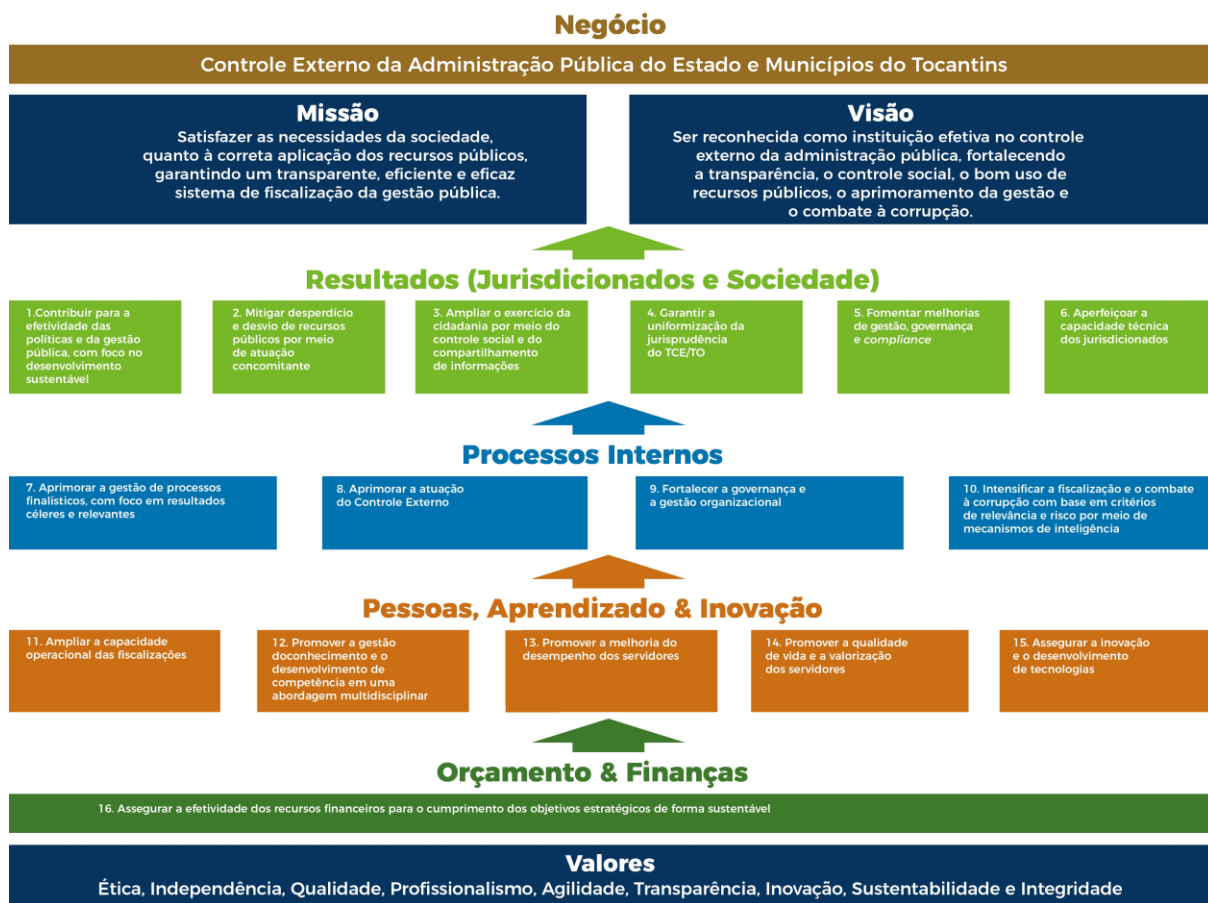 Negócio
Controle Externo da Administração Pública do Estado e Municípios do Tocantins
Missão
Satisfazer as necessidades da sociedade,
quanto à correta aplicação dos recursos públicos,
garantindo um transparente, eficiente e eficaz
sistema de fiscalização da gestão pública.
Visão
Ser reconhecida como instituição efetiva no controle
externo da administração pública, fortalecendo
a transparência, o controle social, o bom uso de
recursos públicos, o aprimoramento da gestão e
o combate à corrupção.
Resultados (Jurisdicionados e Sociedade)
1.Contribuir para a
efetividade das
políticas e da gestão
pública, com foco no
desenvolvimento
sustentável
2. Mitigar desperdício
e desvio de recursos
públicos por meio
de atuação
concomitante
3. Ampliar o exercício da
cidadania por meio do
controle social e do
compartilhamento
de informações
4. Garantir a
uniformização da
jurisprudência
do TCE/TO
5. Fomentar melhorias
de gestão, governança
e compliance
6. Aperfeiçoar a
capacidade técnica
dos jurisdicionados
Processos Internos
7. Aprimorar a gestão de processos
finalísticos, com foco em resultados
céleres e relevantes
8. Aprimorar a atuação
do Controle Externo
9. Fortalecer a governança e
a gestão organizacional
10. Intensificar a fiscalização e o combate
à corrupção com base em critérios
de relevância e risco por meio de
mecanismos de inteligência
Pessoas, Aprendizado & Inovação
11. Ampliar a capacidade
operacional das fiscalizações
12. Promover a gestão
doconhecimento e o
desenvolvimento de
competência em uma
abordagem multidisciplinar
13. Promover a melhoria do
desempenho dos servidores
14. Promover a qualidade
de vida e a valorização
dos servidores
15. Assegurar a inovação
e o desenvolvimento
de tecnologias
Orçamento & Finanças
16. Assegurar a efetividade dos recursos financeiros para o cumprimento dos objetivos estratégicos de forma sustentável
Valores
Ética, Independência, Qualidade, Profissionalismo, Agilidade, Transparência, Inovação, Sustentabilidade e Integridade